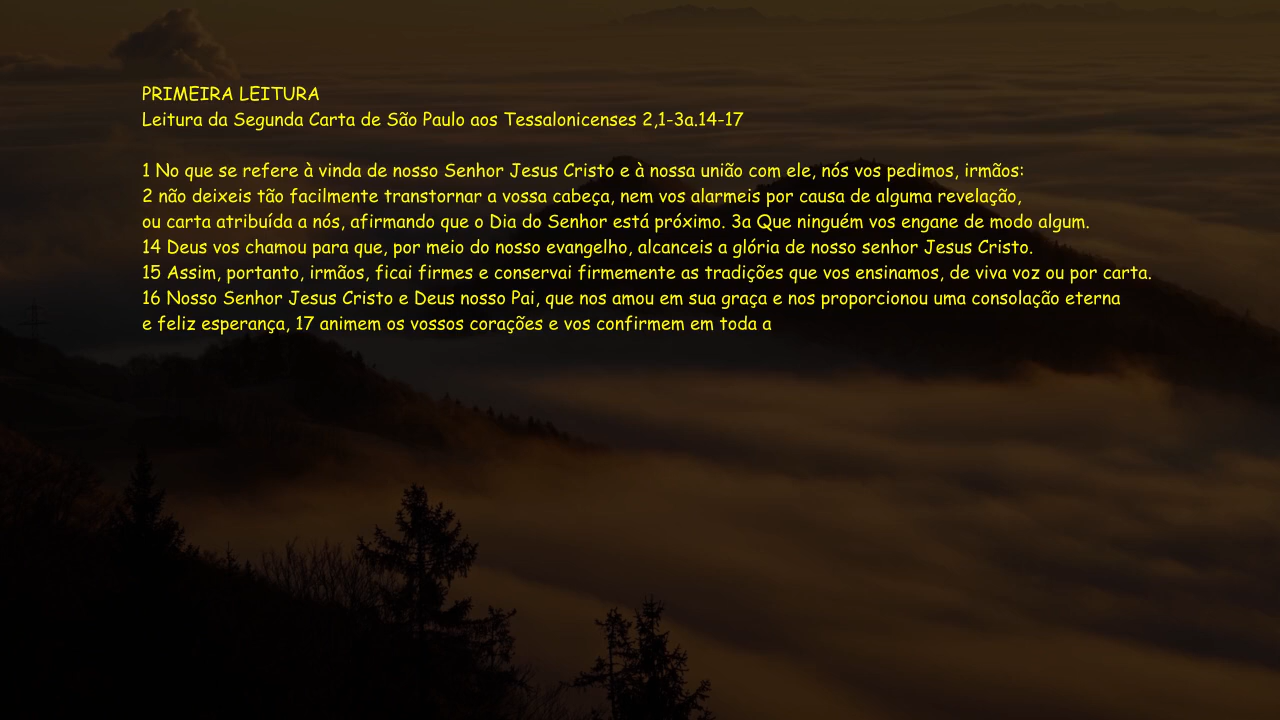 PRIMEIRA LEITURA
Leitura da Segunda Carta de São Paulo aos Tessalonicenses 2,1-3a.14-17
1 No que se refere à vinda de nosso Senhor Jesus Cristo e à nossa união com ele, nós vos pedimos, irmãos:
2 não deixeis tão facilmente transtornar a vossa cabeça, nem vos alarmeis por causa de alguma revelação,
ou carta atribuída a nós, afirmando que o Dia do Senhor está próximo. 3a Que ninguém vos engane de modo algum.
14 Deus vos chamou para que, por meio do nosso evangelho, alcanceis a glória de nosso senhor Jesus Cristo.
15 Assim, portanto, irmãos, ficai firmes e conservai firmemente as tradições que vos ensinamos, de viva voz ou por carta.
16 Nosso Senhor Jesus Cristo e Deus nosso Pai, que nos amou em sua graça e nos proporcionou uma consolação eterna
e feliz esperança, 17 animem os vossos corações e vos confirmem em toda a